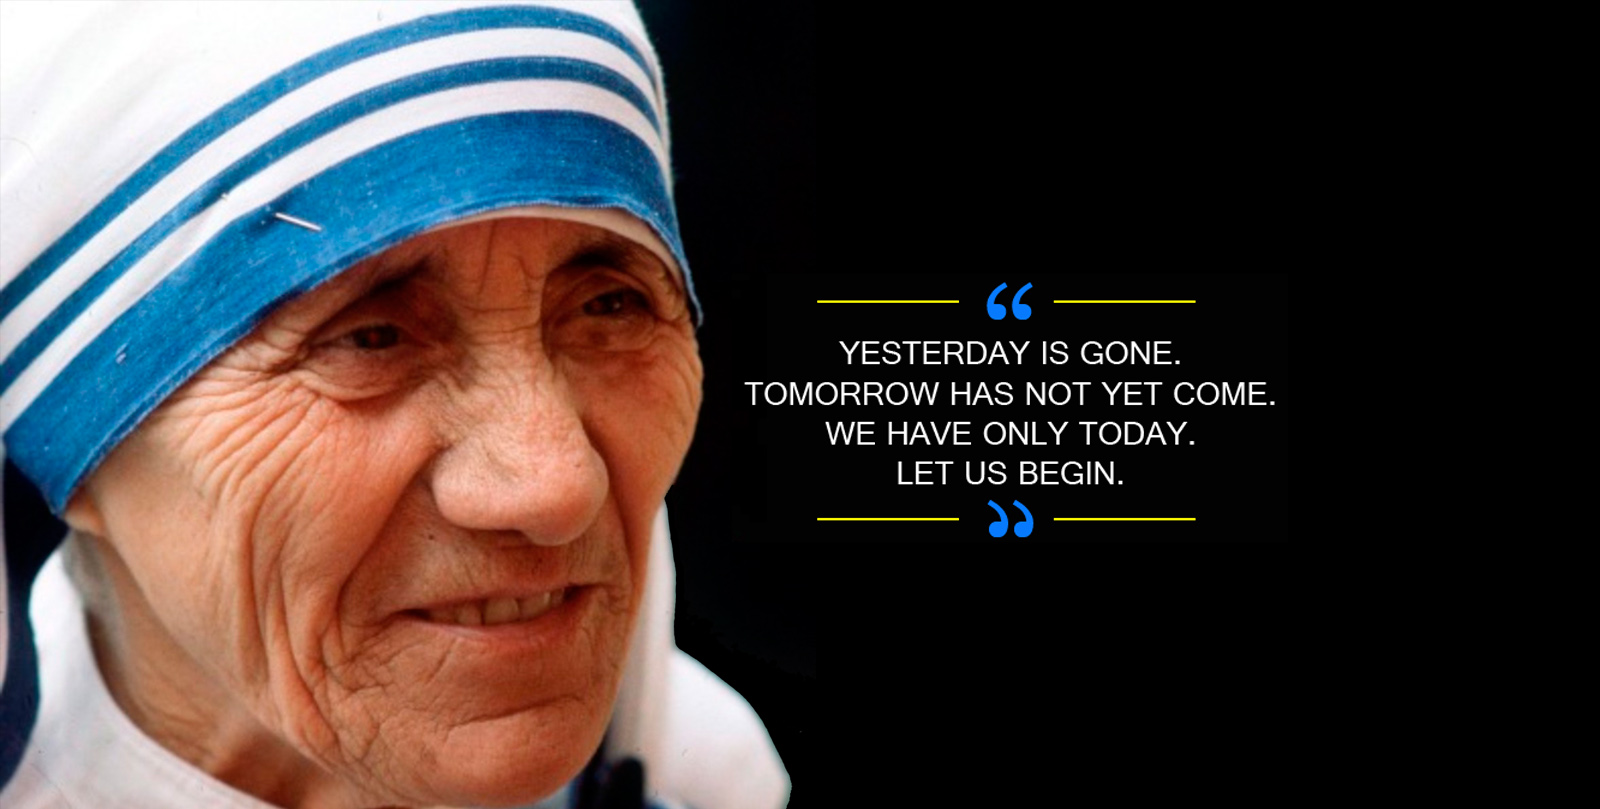 “
YESTERDAY IS GONE.
TOMORROW HAS NOT YET COME.
WE HAVE ONLY TODAY.
LET US BEGIN.
”